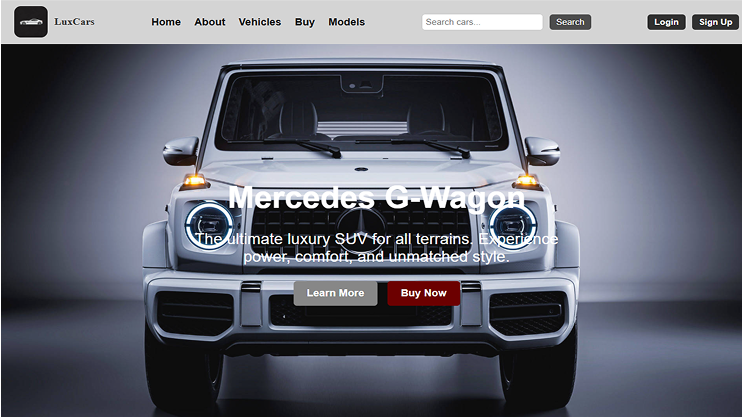 LuxCars
Home About Vehicles Buy Models
Search cars...
Search
Login
Sign Up
Mercedes G-Wagon
The ultimate luxury SUV for all terrains. Experience
power, comfort, and unmatched style.
Learn More
Buy Now